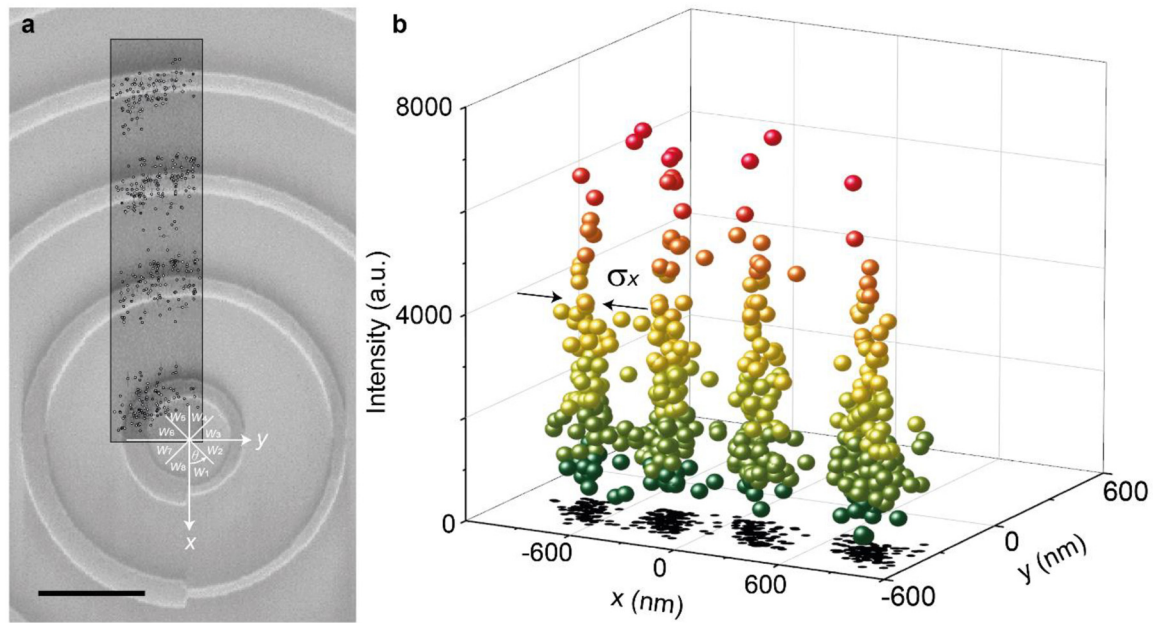 a
W₅ W₄
W₆ W₃
W₇ W₂
W₈ θ W₁
y
x
b
8000
4000
0
Intensity (a.u.)
σx
-600
0
600
x (nm)
-600
0
600
y (nm)